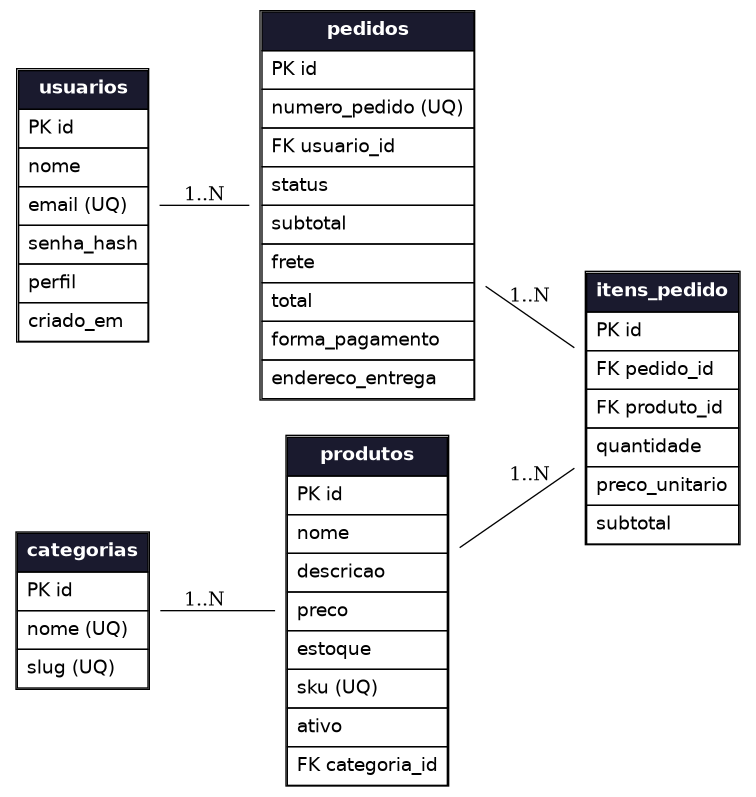 usuarios
PK id
nome
email (UQ)
senha_hash
perfil
criado_em
1..N
pedidos
PK id
numero_pedido (UQ)
FK usuario_id
status
subtotal
frete
total
forma_pagamento
endereco_entrega
1..N
itens_pedido
PK id
FK pedido_id
FK produto_id
quantidade
preco_unitario
subtotal
categorias
PK id
nome (UQ)
slug (UQ)
1..N
produtos
PK id
nome
descricao
preco
estoque
sku (UQ)
ativo
FK categoria_id
1..N